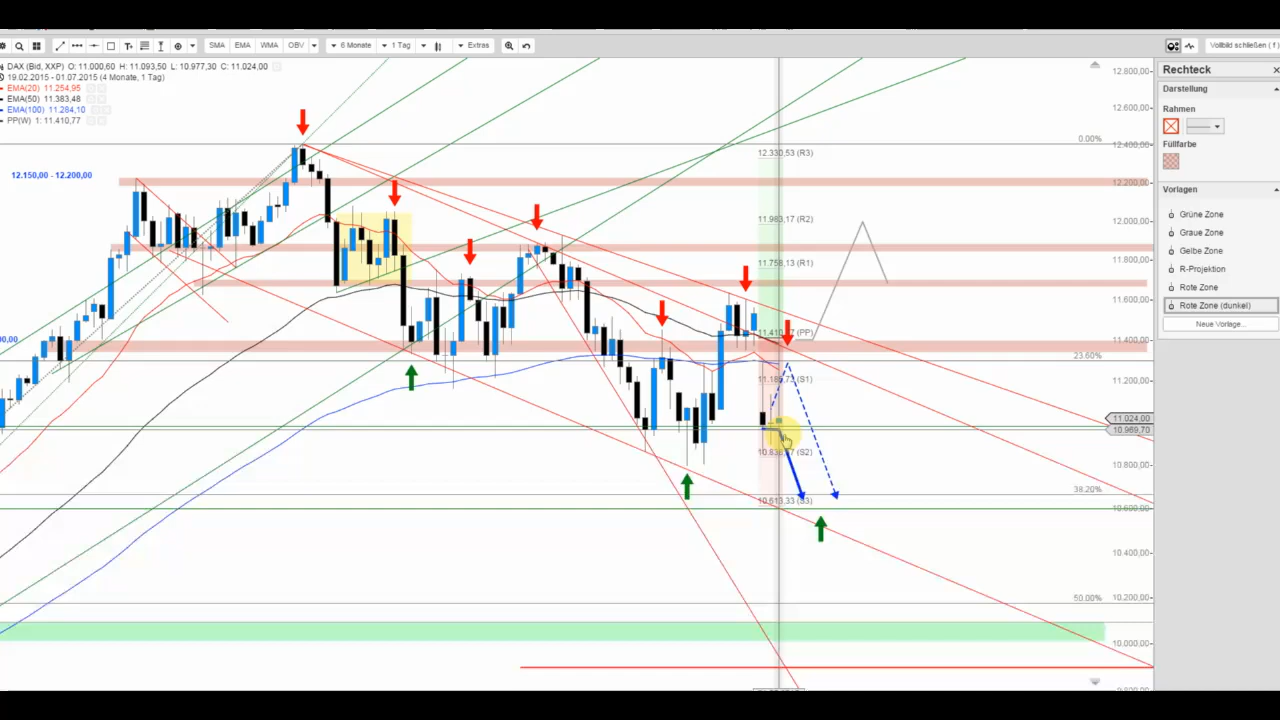 SMA EMA WMA OBV 6 Monate 1 Tag Extras Vollbild schließen ( f )
DAX (Bid, XXP) O: 11.000,60 H: 11.093,50 L: 10.977,30 C: 11.024,00
19.02.2015 - 01.07.2015 (4 Monate, 1 Tag)
EMA(20) 11.254,95
EMA(50) 11.383,48
EMA(100) 11.284,10
PP(W) 1: 11.410,77
12.150,00 - 12.200,00
00,00
12.330,53 (R3)
11.983,17 (R2)
11.758,13 (R1)
(PP)
(S1)
(S2)
10.613,33 (S3)
0.00%
23.60%
38.20%
50.00%
12.800,00
12.600,00
12.400,00
12.200,00
12.000,00
11.800,00
11.600,00
11.400,00
11.200,00
11.024,00
10.969,70
10.800,00
10.600,00
10.400,00
10.200,00
10.000,00
Rechteck
Darstellung
Rahmen
Füllfarbe
Vorlagen
Grüne Zone
Graue Zone
Gelbe Zone
R-Projektion
Rote Zone
Rote Zone (dunkel)
Neue Vorlage...